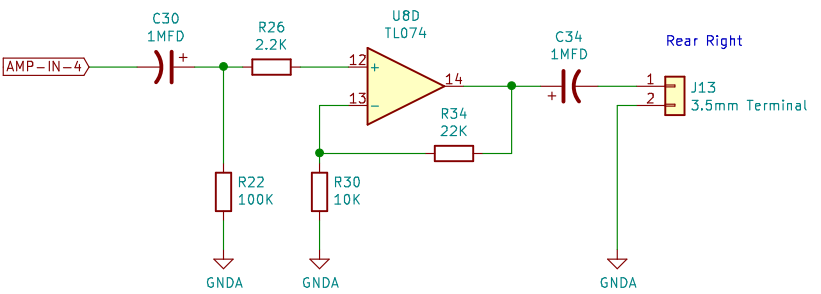 C30
1MFD
AMP-IN-4
+
R26
2.2K
U8D
TL074
12
+
13
−
14
C34
1MFD
+
Rear Right
1
2
J13
3.5mm Terminal
R34
22K
R22
100K
R30
10K
GNDA
GNDA
GNDA